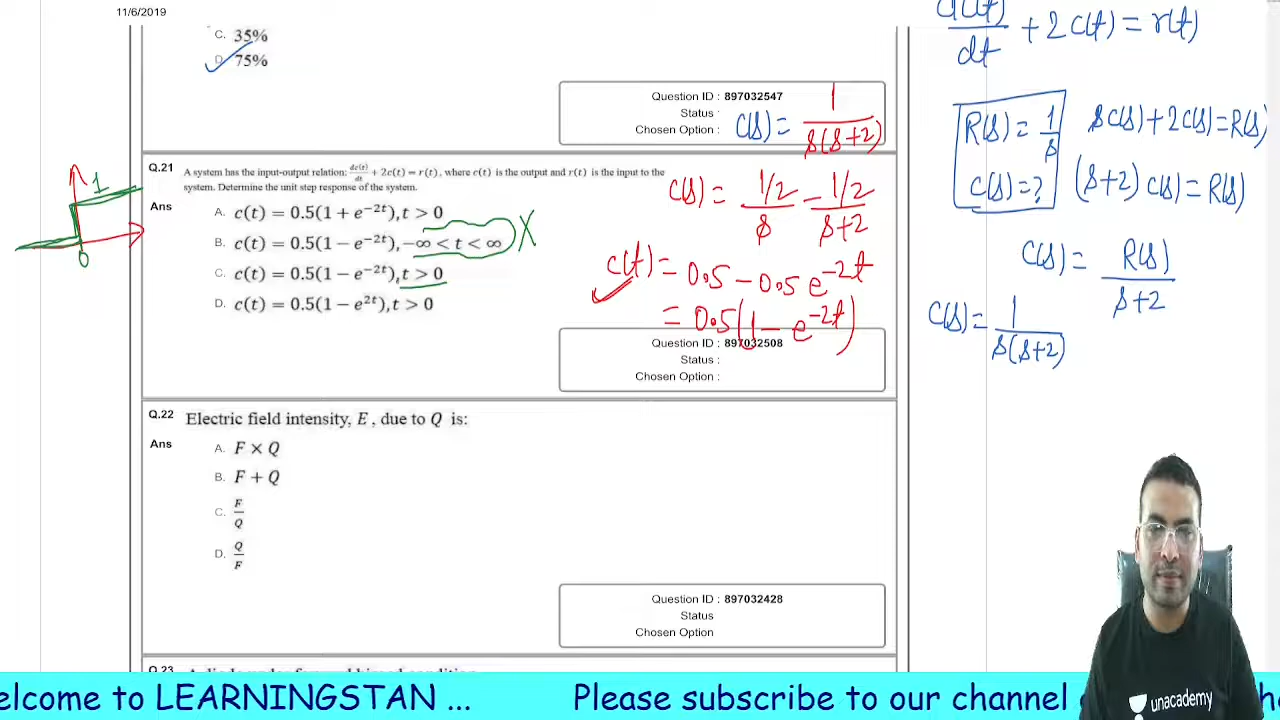 11/6/2019
C. 35%
D. 75%
Question ID : 897032547
Status :
Chosen Option :
C(s) = 1/s(s+2)
Q.21
A system has the input-output relation: dc(t)/dt + 2c(t) = r(t), where c(t) is the output and r(t) is the input to the
system. Determine the unit step response of the system.
Ans
A. c(t) = 0.5(1 + e^−2t), t > 0
B. c(t) = 0.5(1 − e^−2t), −∞ < t < ∞
C. c(t) = 0.5(1 − e^−2t), t > 0
D. c(t) = 0.5(1 − e^2t), t > 0
1
0
X
C(s) = 1/2/s − 1/2/s+2
c(t) = 0.5 − 0.5 e^−2t
= 0.5(1 − e^−2t)
Question ID : 897032508
Status :
Chosen Option :
dt + 2c(t) = r(t)
R(s) = 1/s
C(s) = ?
sC(s) + 2C(s) = R(s)
(s+2) C(s) = R(s)
C(s) = R(s)/s+2
C(s) = 1/s(s+2)
Q.22
Electric field intensity, E , due to Q is:
Ans
A. F × Q
B. F + Q
C. F/Q
D. Q/F
Question ID : 897032428
Status
Chosen Option
Q.23
unacademy
elcome to LEARNINGSTAN ... Please subscribe to our channel